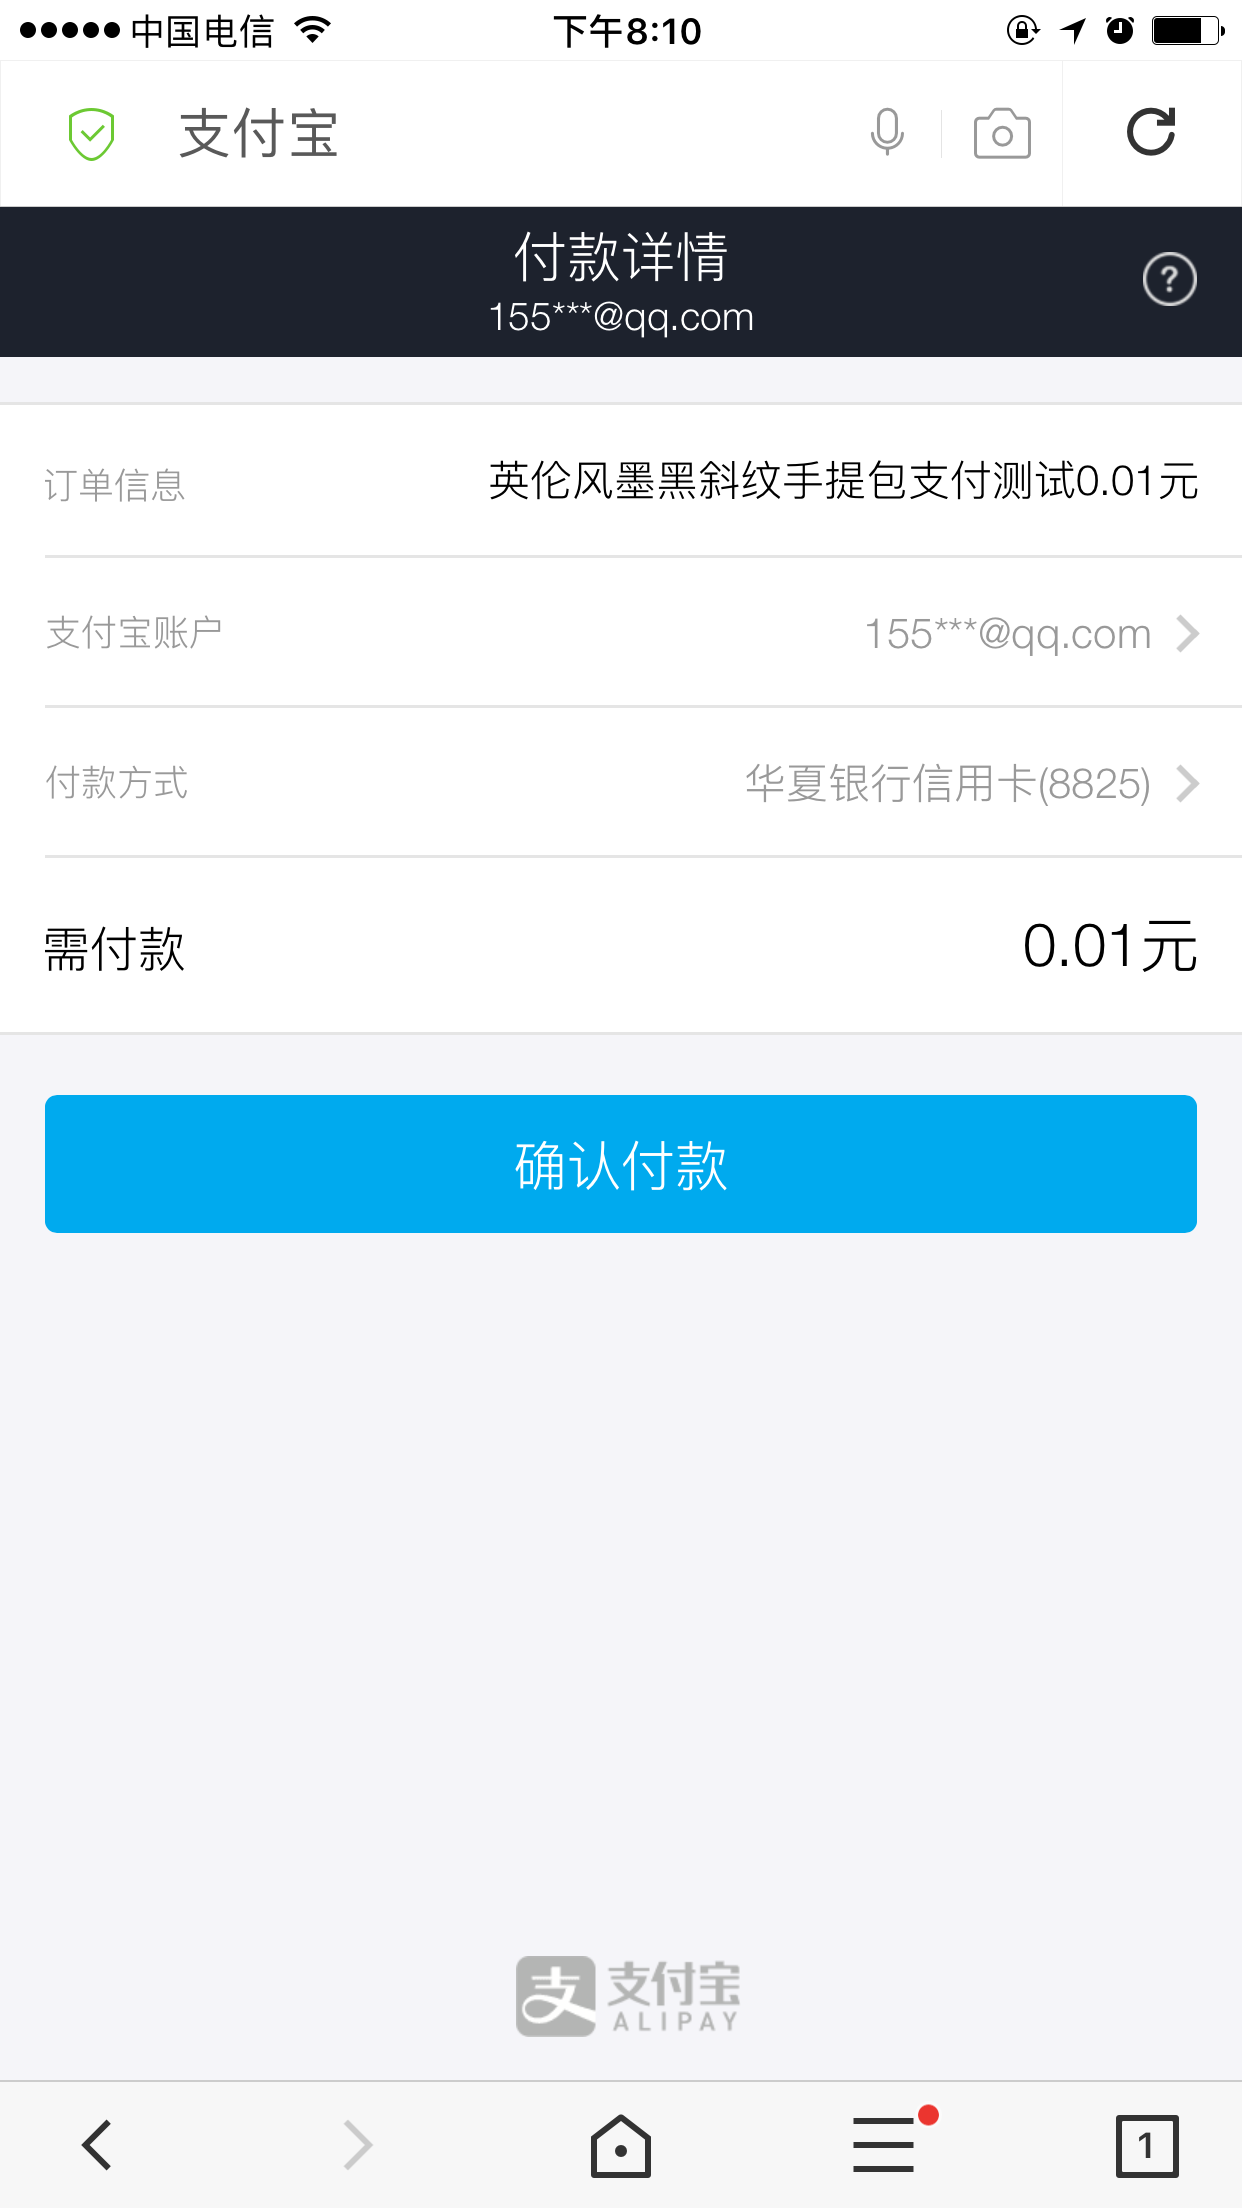 中国电信 下午8:10
支付宝
付款详情
155***@qq.com
订单信息 英伦风墨黑斜纹手提包支付测试0.01元
支付宝账户 155***@qq.com
付款方式 华夏银行信用卡(8825)
需付款 0.01元
确认付款
支 支付宝
ALIPAY
1